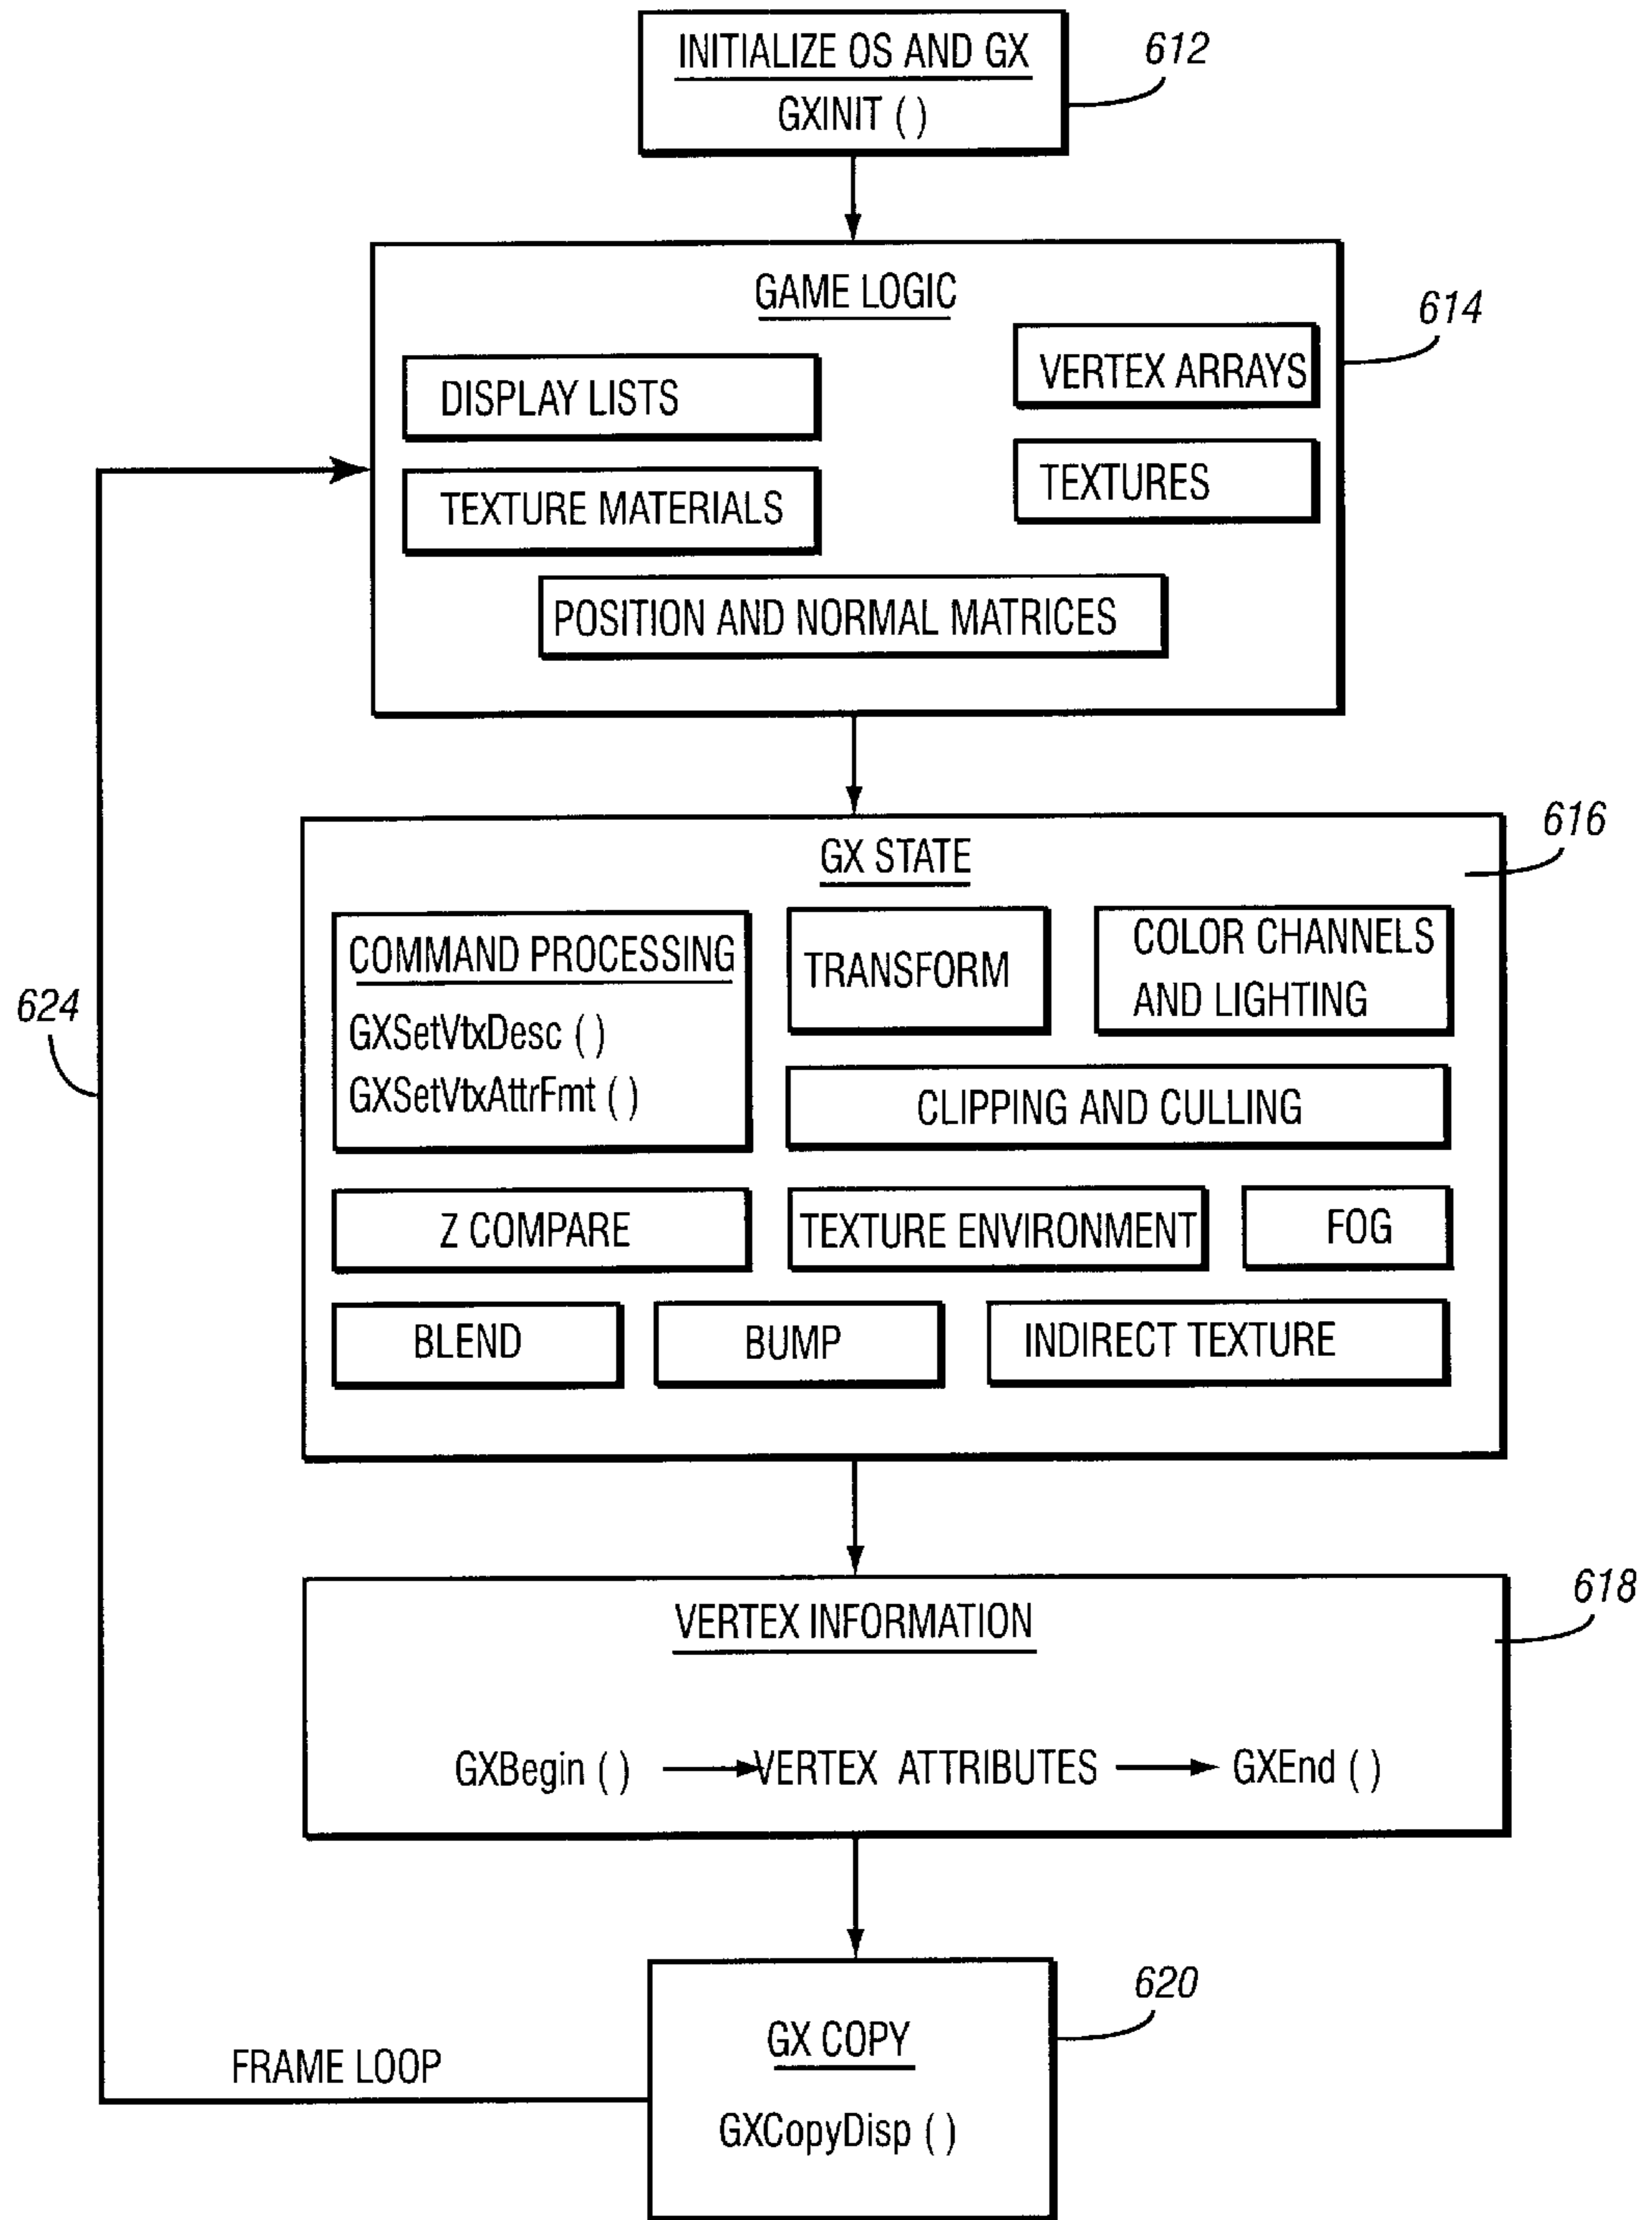 INITIALIZE OS AND GX
GXINIT ( )
612
GAME LOGIC
614
DISPLAY LISTS
VERTEX ARRAYS
TEXTURE MATERIALS
TEXTURES
POSITION AND NORMAL MATRICES
GX STATE
616
COMMAND PROCESSING
GXSetVtxDesc ( )
GXSetVtxAttrFmt ( )
TRANSFORM
COLOR CHANNELS
AND LIGHTING
CLIPPING AND CULLING
Z COMPARE
TEXTURE ENVIRONMENT
FOG
BLEND
BUMP
INDIRECT TEXTURE
624
VERTEX INFORMATION
618
GXBegin ( )
VERTEX ATTRIBUTES
GXEnd ( )
GX COPY
620
GXCopyDisp ( )
FRAME LOOP